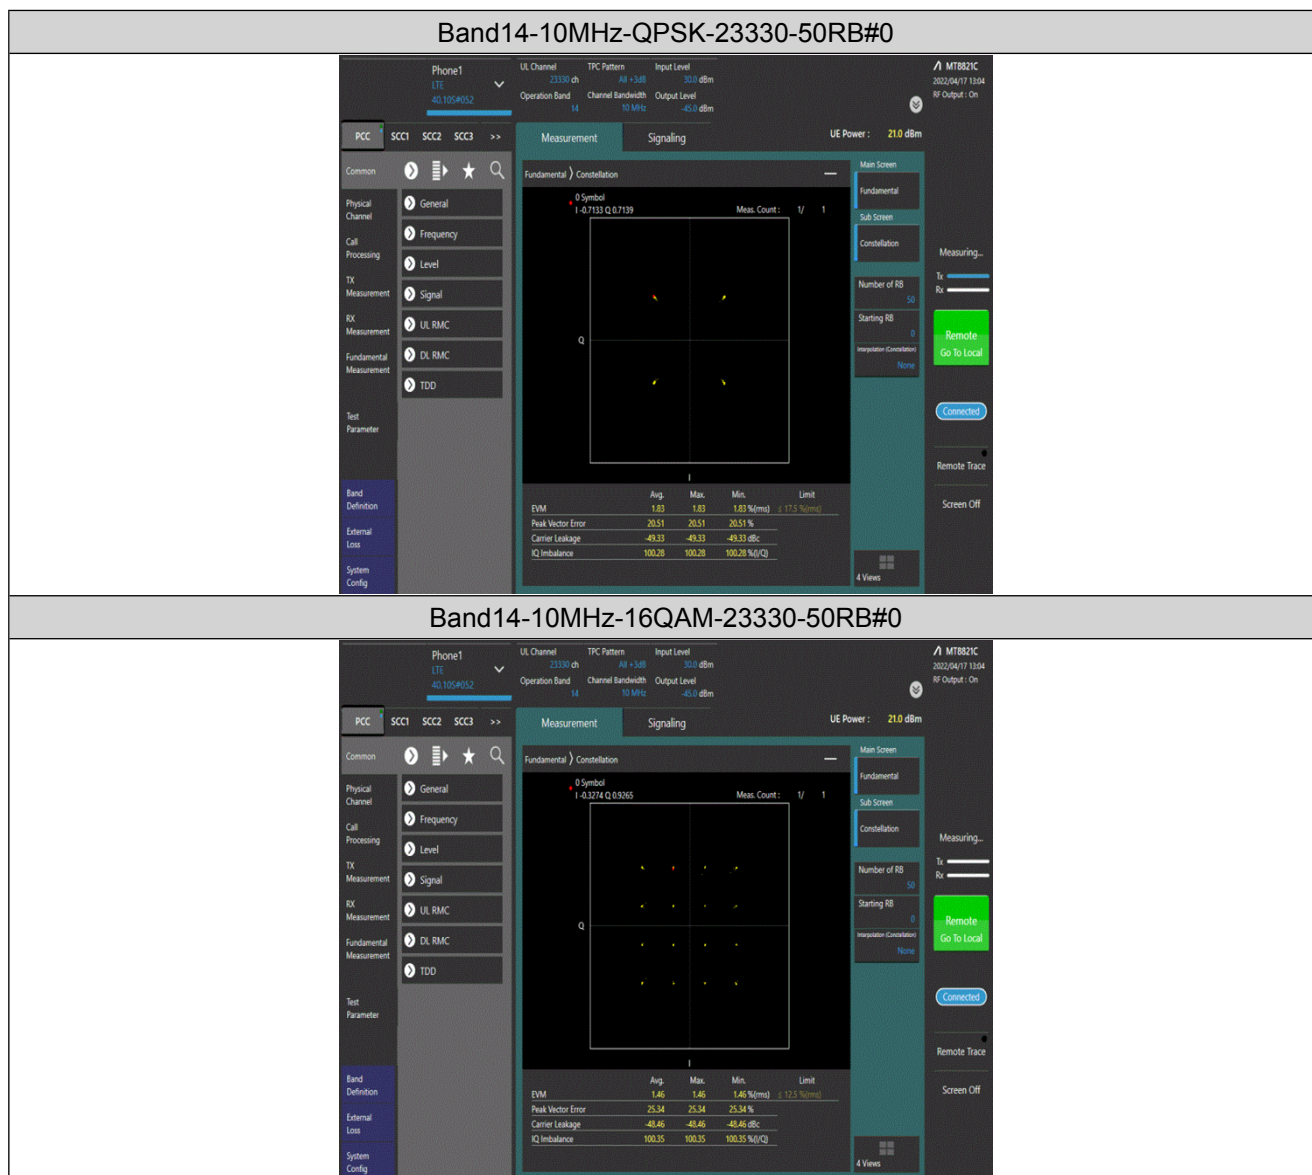 Band14-10MHz-QPSK-23330-50RB#0
Phone1
LTE
40.105#052
UL Channel TPC Pattern Input Level
23330 ch All +3dB 30.0 dBm
Operation Band Channel Bandwidth Output Level
14 10 MHz -45.0 dBm
MT8821C
2022/04/17 13:04
RF Output : On
PCC SCC1 SCC2 SCC3 >>
Measurement Signaling
UE Power : 21.0 dBm
Common
Physical
Channel
Call
Processing
TX
Measurement
RX
Measurement
Fundamental
Measurement
Test
Parameter
Band
Definition
External
Loss
System
Config
General
Frequency
Level
Signal
UL RMC
DL RMC
TDD
Fundamental ⟩ Constellation
0 Symbol
I -0.7133 Q 0.7139 Meas. Count : 1/ 1
Q
I
Avg. Max. Min. Limit
EVM 1.83 1.83 1.83 %(rms) ≤ 17.5 %(rms)
Peak Vector Error 20.51 20.51 20.51 %
Carrier Leakage -49.33 -49.33 -49.33 dBc
IQ Imbalance 100.28 100.28 100.28 %(I/Q)
Main Screen
Fundamental
Sub Screen
Constellation
Number of RB
50
Starting RB
0
Interpolation (Constellation)
None
4 Views
Measuring...
Tx
Rx
Remote
Go To Local
Connected
Remote Trace
Screen Off
Band14-10MHz-16QAM-23330-50RB#0
Phone1
LTE
40.105#052
UL Channel TPC Pattern Input Level
23330 ch All +3dB 30.0 dBm
Operation Band Channel Bandwidth Output Level
14 10 MHz -45.0 dBm
MT8821C
2022/04/17 13:04
RF Output : On
PCC SCC1 SCC2 SCC3 >>
Measurement Signaling
UE Power : 21.0 dBm
Common
Physical
Channel
Call
Processing
TX
Measurement
RX
Measurement
Fundamental
Measurement
Test
Parameter
Band
Definition
External
Loss
System
Config
General
Frequency
Level
Signal
UL RMC
DL RMC
TDD
Fundamental ⟩ Constellation
0 Symbol
I -0.3274 Q 0.9265 Meas. Count : 1/ 1
Q
I
Avg. Max. Min. Limit
EVM 1.46 1.46 1.46 %(rms) ≤ 12.5 %(rms)
Peak Vector Error 25.34 25.34 25.34 %
Carrier Leakage -48.46 -48.46 -48.46 dBc
IQ Imbalance 100.35 100.35 100.35 %(I/Q)
Main Screen
Fundamental
Sub Screen
Constellation
Number of RB
50
Starting RB
0
Interpolation (Constellation)
None
4 Views
Measuring...
Tx
Rx
Remote
Go To Local
Connected
Remote Trace
Screen Off